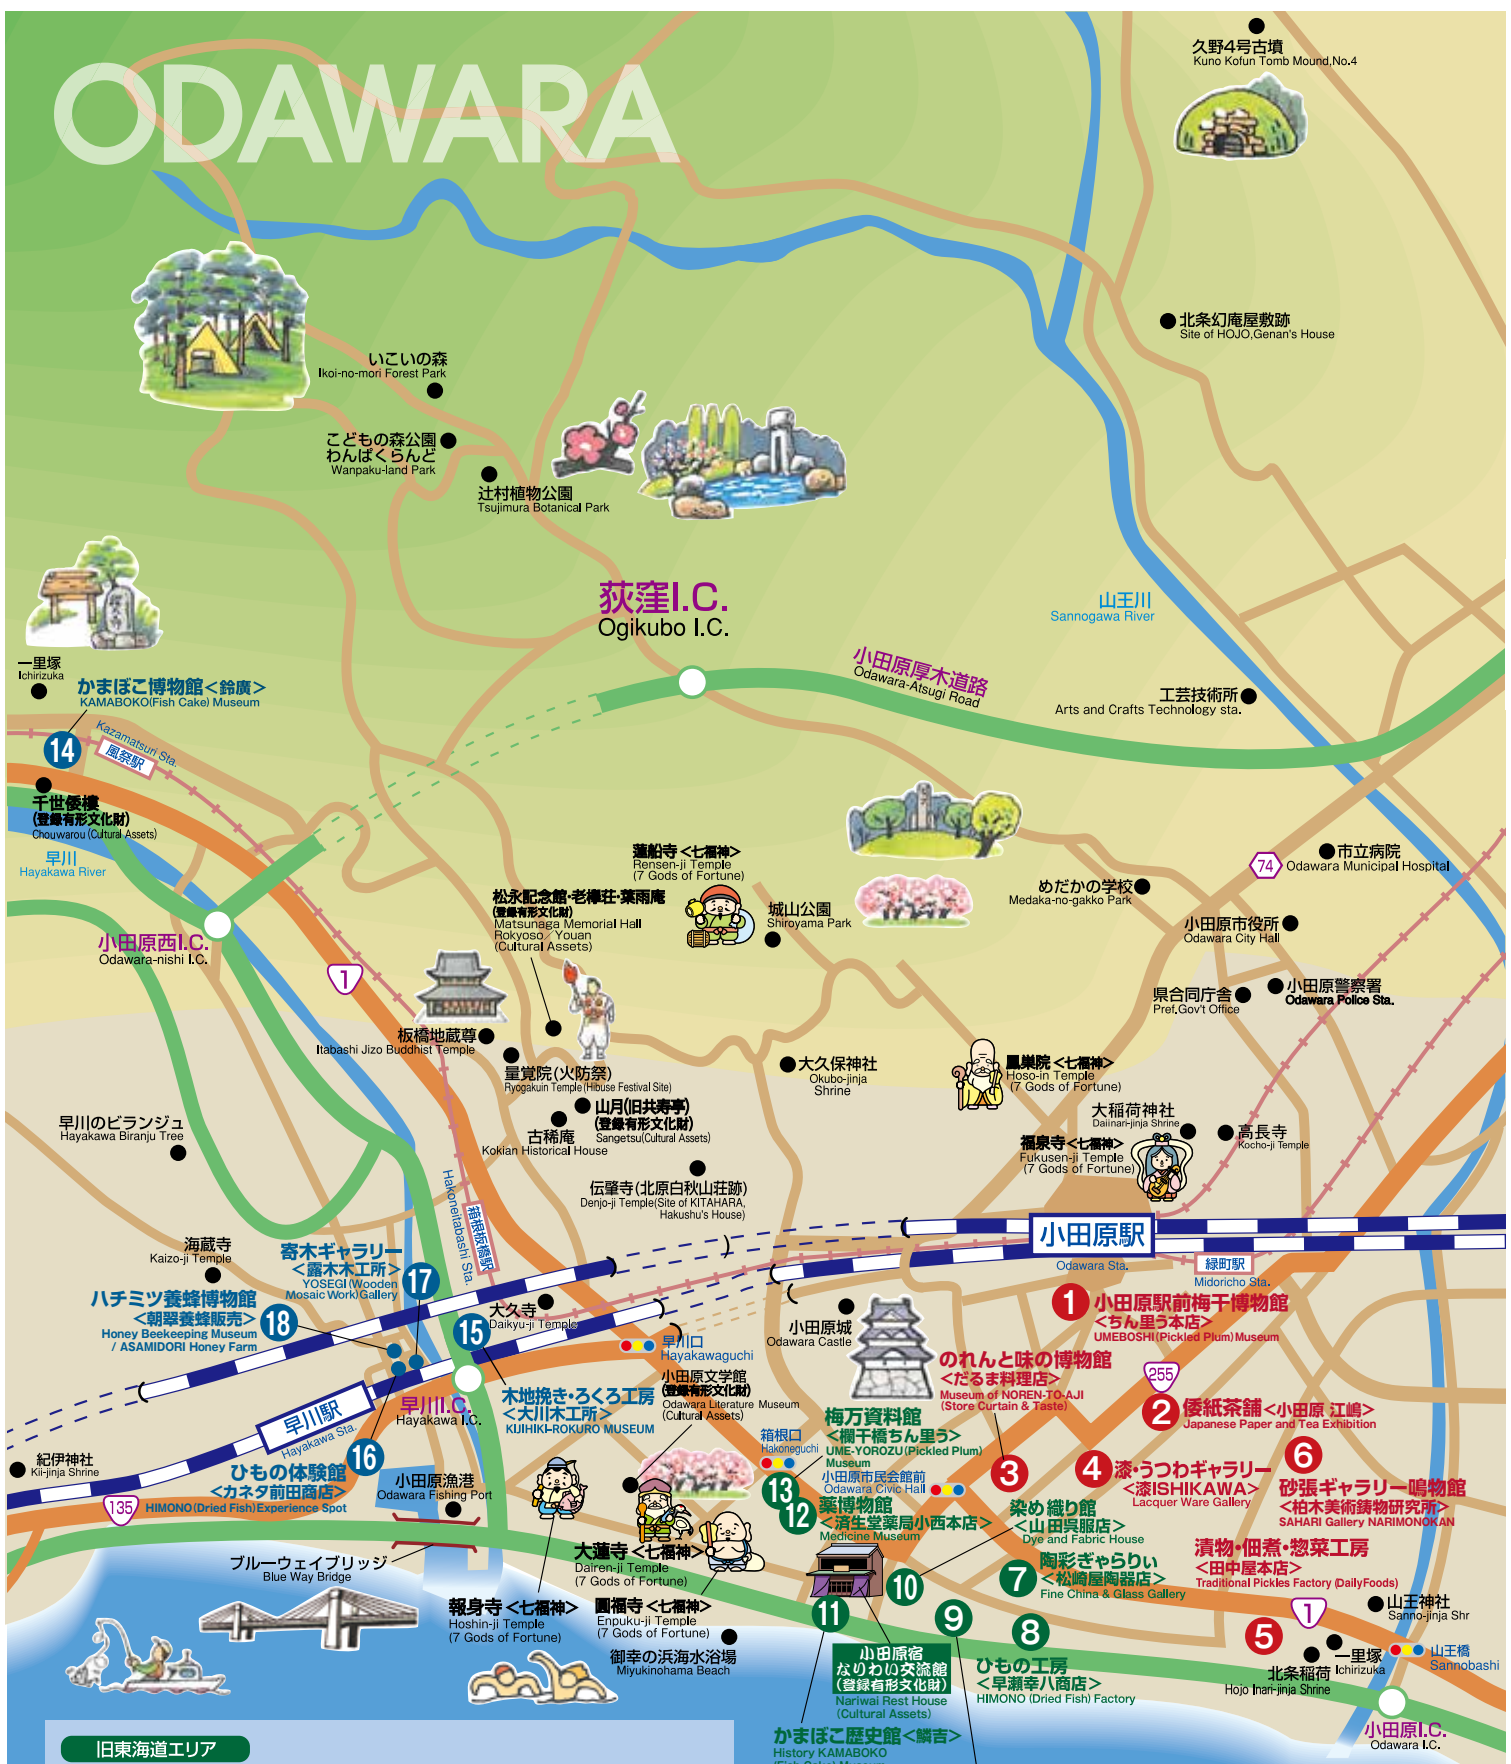 ODAWARA
久野4号古墳
Kuno Kofun Tomb Mound,No.4
北条幻庵屋敷跡
Site of HOJO,Genan's House
いこいの森
Ikoi-no-mori Forest Park
こどもの森公園
わんぱくらんど
Wanpaku-land Park
辻村植物公園
Tsujimura Botanical Park
荻窪I.C.
Ogikubo I.C.
山王川
Sannogawa River
小田原厚木道路
Odawara-Atsugi Road
工芸技術所
Arts and Crafts Technology sta.
一里塚
Ichirizuka
かまぼこ博物館<鈴廣>
KAMABOKO(Fish Cake) Museum
14
Kazamatsuri Sta.
風祭駅
千世倭樓
(登録有形文化財)
Chouwarou (Cultural Assets)
早川
Hayakawa River
小田原西I.C.
Odawara-nishi I.C.
1
蓮船寺<七福神>
Rensen-ji Temple
(7 Gods of Fortune)
松永記念館・老欅荘・葉雨庵
(登録有形文化財)
Matsunaga Memorial Hall
Rokyoso／Youan
(Cultural Assets)
城山公園
Shiroyama Park
74
市立病院
Odawara Municipal Hospital
めだかの学校
Medaka-no-gakko Park
小田原市役所
Odawara City Hall
県合同庁舎
Pref.Gov't Office
小田原警察署
Odawara Police Sta.
板橋地蔵尊
Itabashi Jizo Buddhist Temple
量覚院(火防祭)
Ryogakuin Temple (Hibuse Festival Site)
山月(旧共寿亭)
(登録有形文化財)
Sangetsu(Cultural Assets)
古稀庵
Kokian Historical House
大久保神社
Okubo-jinja
Shrine
鳳巣院<七福神>
Hoso-in Temple
(7 Gods of Fortune)
大稲荷神社
Daiinari-jinja Shrine
高長寺
Kocho-ji Temple
福泉寺<七福神>
Fukusen-ji Temple
(7 Gods of Fortune)
早川のビランジュ
Hayakawa Biranju Tree
伝肇寺(北原白秋山荘跡)
Denjo-ji Temple(Site of KITAHARA,
Hakushu's House)
Hakoneitabashi Sta.
箱根板橋駅
小田原駅
Odawara Sta.
緑町駅
Midoricho Sta.
海蔵寺
Kaizo-ji Temple
寄木ギャラリー
<露木木工所>
YOSEGI (Wooden
Mosaic Work)Gallery
17
ハチミツ養蜂博物館
<朝翠養蜂販売>
Honey Beekeeping Museum
/ ASAMIDORI Honey Farm
18
15
大久寺
Daikyu-ji Temple
木地挽き・ろくろ工房
<大川木工所>
KIJIHIKI-ROKURO MUSEUM
早川口
Hayakawaguchi
小田原文学館
(登録有形文化財)
Odawara Literature Museum
(Cultural Assets)
小田原城
Odawara Castle
1
小田原駅前梅干博物館
<ちん里う本店>
UMEBOSHI(Pickled Plum)Museum
のれんと味の博物館
<だるま料理店>
Museum of NOREN-TO-AJI
(Store Curtain & Taste)
3
255
2
倭紙茶舗<小田原 江嶋>
Japanese Paper and Tea Exhibition
早川駅
Hayakawa Sta.
早川I.C.
Hayakawa I.C.
16
ひもの体験館
<カネタ前田商店>
HIMONO(Dried Fish)Experience Spot
紀伊神社
Kii-jinja Shrine
135
小田原漁港
Odawara Fishing Port
梅万資料館
<欄干橋ちん里う>
UME-YOROZU(Pickled Plum)
Museum
箱根口
Hakoneguchi
小田原市民会館前
Odawara Civic Hall
13
12
薬博物館
<済生堂薬局小西本店>
Medicine Museum
4
漆・うつわギャラリー
<漆ISHIKAWA>
Lacquer Ware Gallery
6
砂張ギャラリー鳴物館
<柏木美術鋳物研究所>
SAHARI Gallery NARIMONOKAN
染め織り館
<山田呉服店>
Dye and Fabric House
10
7
陶彩ぎゃらりぃ
<松崎屋陶器店>
Fine China & Glass Gallery
漬物・佃煮・惣菜工房
<田中屋本店>
Traditional Pickles Factory (DailyFoods)
5
1
山王神社
Sanno-jinja Shr
一里塚
Ichirizuka
山王橋
Sannobashi
北条稲荷
Hojo Inari-jinja Shrine
小田原I.C.
Odawara I.C.
ブルーウェイブリッジ
Blue Way Bridge
報身寺<七福神>
Hoshin-ji Temple
(7 Gods of Fortune)
大蓮寺<七福神>
Dairen-ji Temple
(7 Gods of Fortune)
圓福寺<七福神>
Enpuku-ji Temple
(7 Gods of Fortune)
御幸の浜海水浴場
Miyukinohama Beach
11
9
8
ひもの工房
<早瀬幸八商店>
HIMONO (Dried Fish) Factory
小田原宿
なりわい交流館
(登録有形文化財)
Nariwai Rest House
(Cultural Assets)
かまぼこ歴史館<鱗吉>
History KAMABOKO
(Fish Cake) Museum
旧東海道エリア